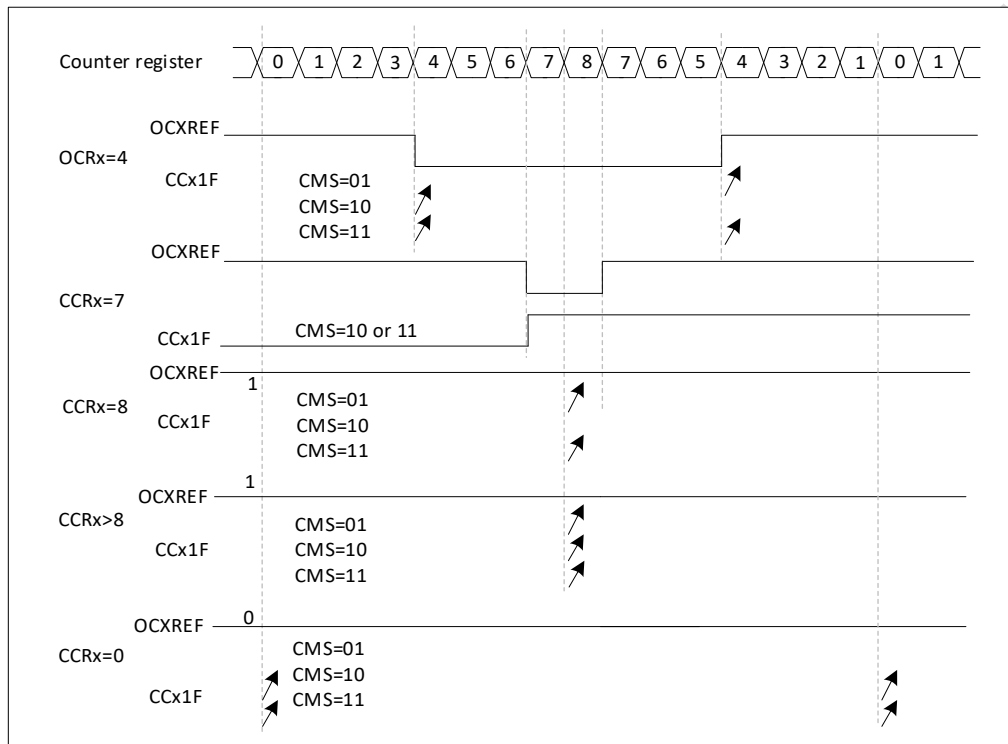 Counter register 0 1 2 3 4 5 6 7 8 7 6 5 4 3 2 1 0 1
OCXREF
OCRx=4
CCx1F
CMS=01
CMS=10
CMS=11
OCXREF
CCRx=7
CCx1F
CMS=10 or 11
OCXREF
1
CCRx=8
CCx1F
CMS=01
CMS=10
CMS=11
OCXREF
1
CCRx>8
CCx1F
CMS=01
CMS=10
CMS=11
OCXREF
0
CCRx=0
CCx1F
CMS=01
CMS=10
CMS=11